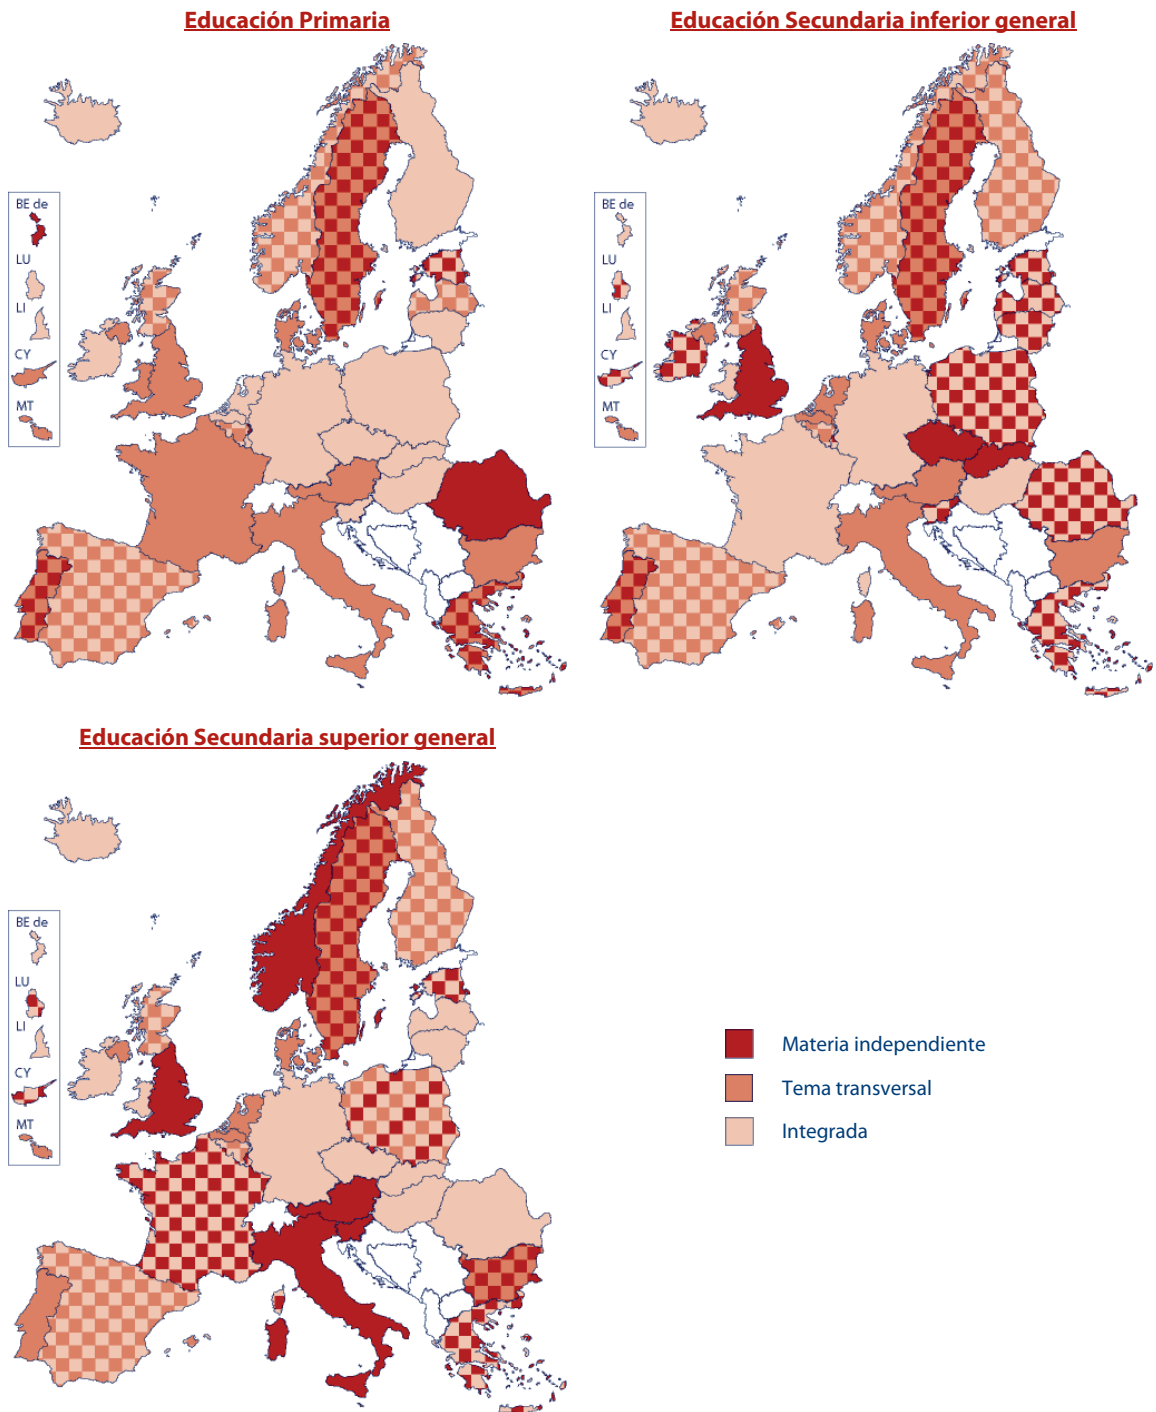 Educación Primaria
BE de
LU
LI
CY
MT
Educación Secundaria inferior general
BE de
LU
LI
CY
MT
Educación Secundaria superior general
BE de
LU
LI
CY
MT
Materia independiente
Tema transversal
Integrada